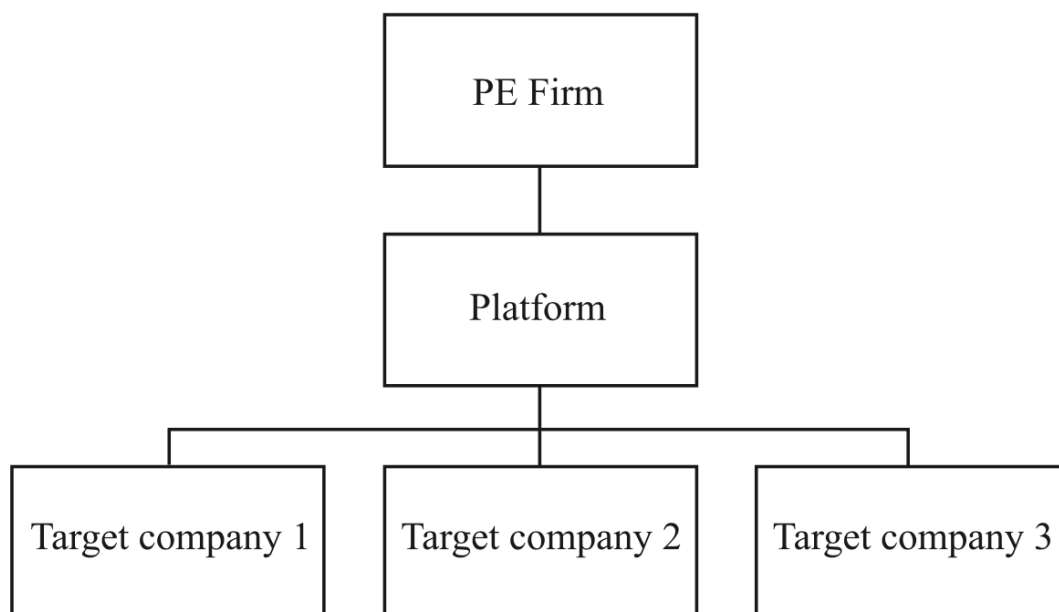 PE Firm
Platform
Target company 1
Target company 2
Target company 3